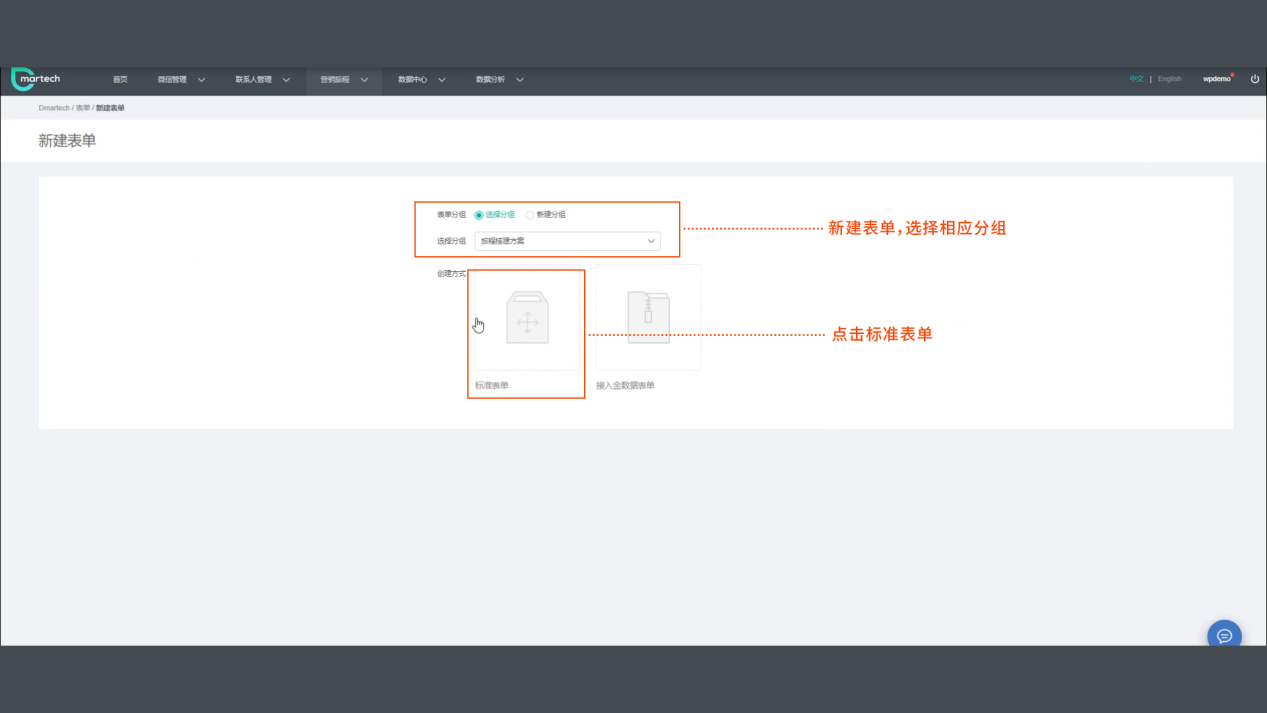 Dmartech 首页 微信管理 联系人管理 营销旅程 数据中心 数据分析 中文 | English wpdemo
Dmartech / 表单 / 新建表单
新建表单
表单分组 选择分组 新建分组
新建表单,选择相应分组
选择分组 旅程搭建方案
创建方式
点击标准表单
标准表单 接入金数据表单